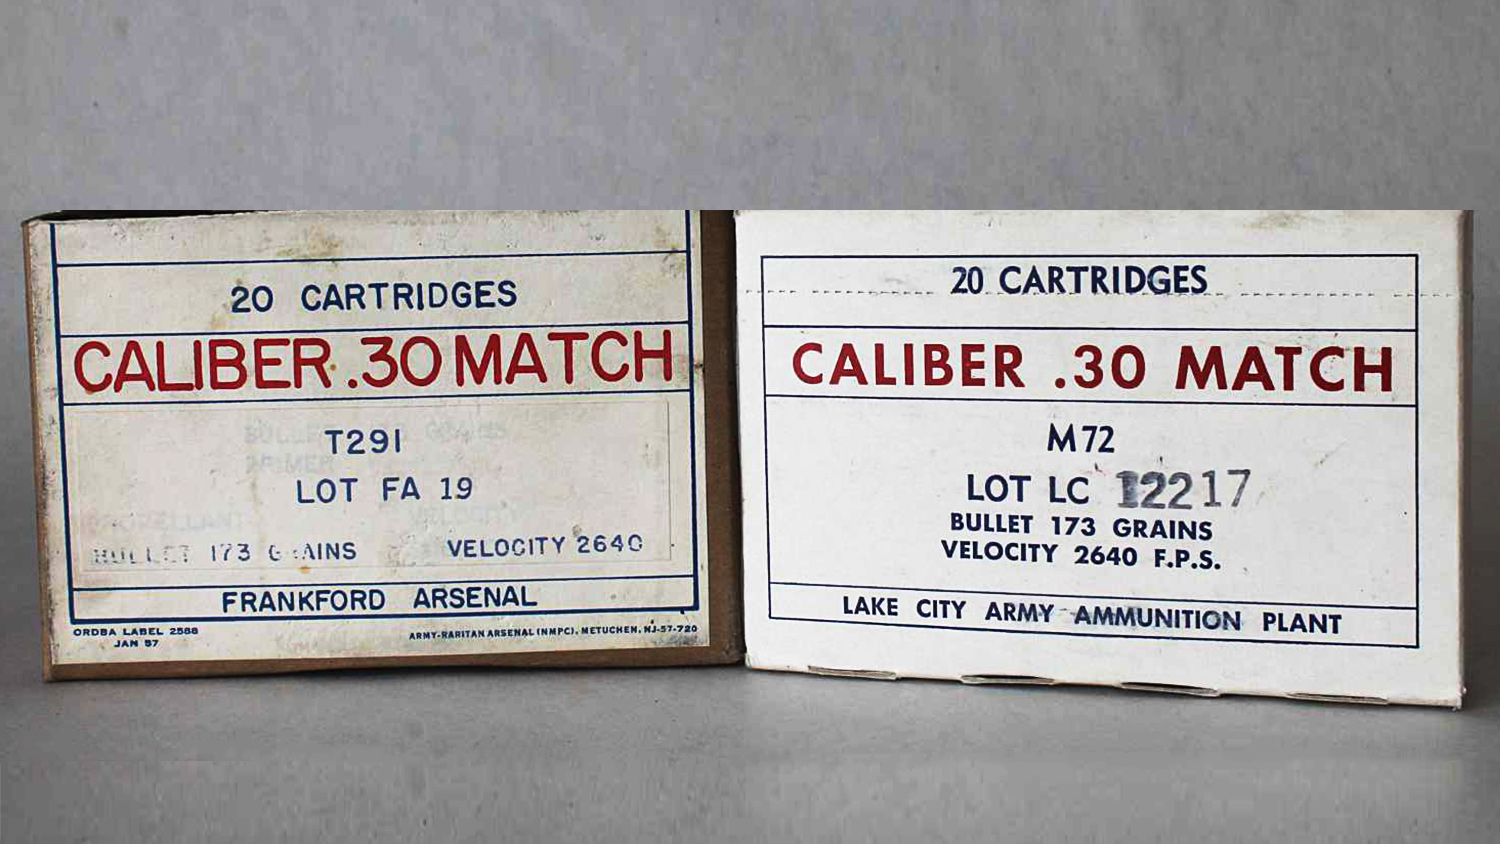 20 CARTRIDGES
CALIBER .30 MATCH
T291
LOT FA 19
BULLET 173 GRAINS VELOCITY 2640
FRANKFORD ARSENAL
ORDBA LABEL 2588
JAN 57
ARMY-RARITAN ARSENAL (NMPC), METUCHEN, NJ-57-720
20 CARTRIDGES
CALIBER .30 MATCH
M72
LOT LC 12217
BULLET 173 GRAINS
VELOCITY 2640 F.P.S.
LAKE CITY ARMY AMMUNITION PLANT